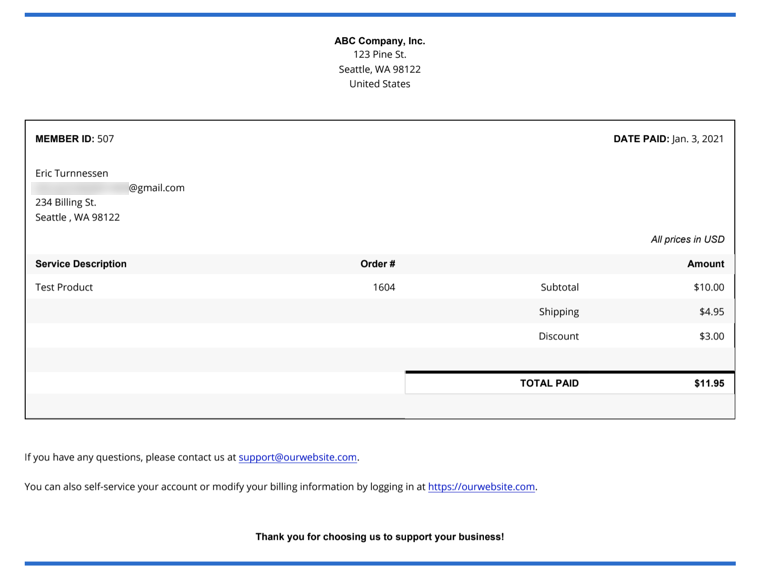 ABC Company, Inc.
123 Pine St.
Seattle, WA 98122
United States
MEMBER ID: 507 DATE PAID: Jan. 3, 2021
Eric Turnnessen
@gmail.com
234 Billing St.
Seattle , WA 98122
All prices in USD
Service Description Order # Amount
Test Product 1604 Subtotal $10.00
Shipping $4.95
Discount $3.00
TOTAL PAID $11.95
If you have any questions, please contact us at support@ourwebsite.com.
You can also self-service your account or modify your billing information by logging in at https://ourwebsite.com.
Thank you for choosing us to support your business!